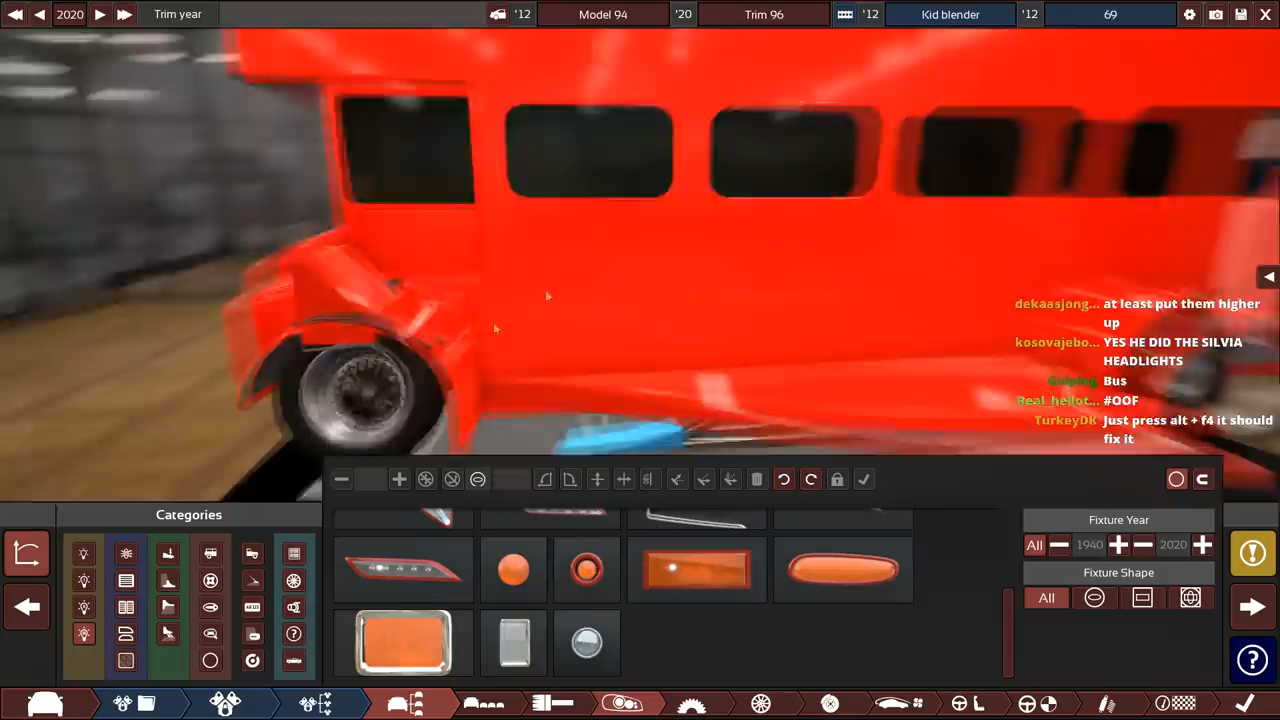 2020 Trim year '12 Model 94 '20 Trim 96 '12 Kid blender '12 69
dekaasjong... at least put them higher
up
kosovajebo... YES HE DID THE SILVIA
HEADLIGHTS
Gulping Bus
Real_hellot... #OOF
TurkeyDK Just press alt + f4 it should
fix it
Categories
Fixture Year
All 1940 2020
Fixture Shape
All